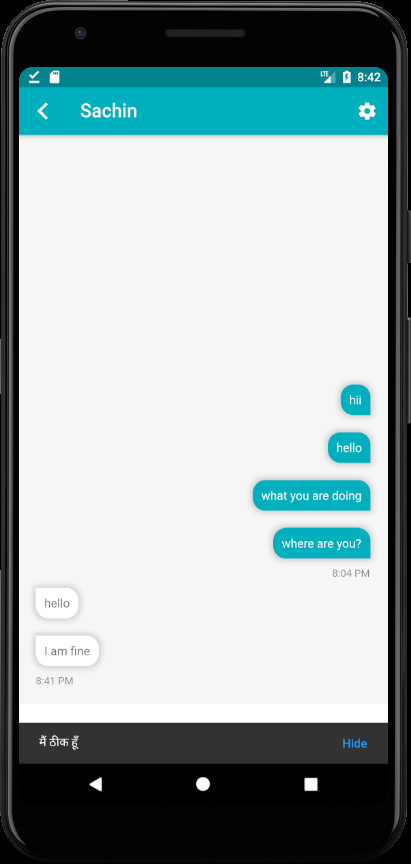 LTE 8:42
Sachin
hii
hello
what you are doing
where are you?
8:04 PM
hello
I am fine
8:41 PM
मैं ठीक हूँ Hide